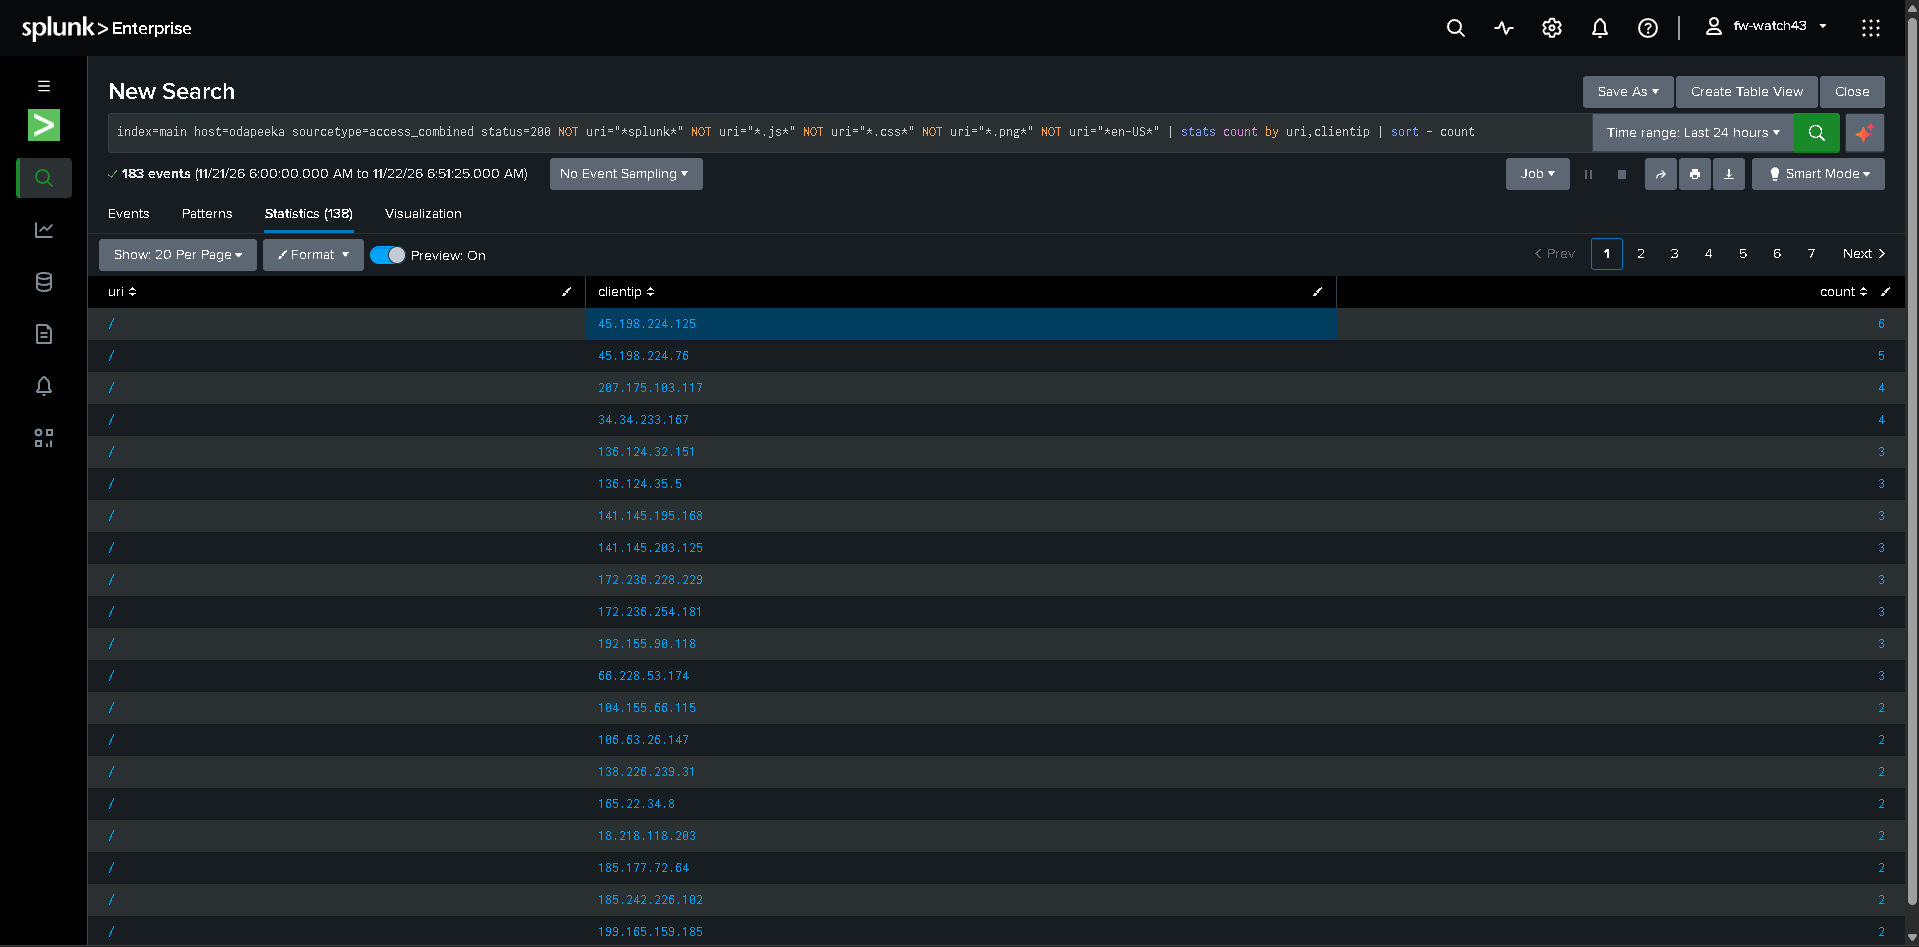 splunk> Enterprise
fw-watch43
New Search
Save As
Create Table View
Close
index=main host=odapeeka sourcetype=access_combined status=200 NOT uri="*splunk*" NOT uri="*.js*" NOT uri="*.css*" NOT uri="*.png*" NOT uri="*en-US*" | stats count by uri,clientip | sort - count
Time range: Last 24 hours
183 events (11/21/26 6:00:00.000 AM to 11/22/26 6:51:25.000 AM)
No Event Sampling
Job
Smart Mode
Events
Patterns
Statistics (138)
Visualization
Show: 20 Per Page
Format
Preview: On
< Prev 1 2 3 4 5 6 7 Next >
uri clientip count
/ 45.198.224.125 6
/ 45.198.224.76 5
/ 207.175.103.117 4
/ 34.34.233.167 4
/ 136.124.32.151 3
/ 136.124.35.5 3
/ 141.145.195.168 3
/ 141.145.203.125 3
/ 172.236.228.229 3
/ 172.236.254.181 3
/ 192.155.90.118 3
/ 66.228.53.174 3
/ 104.155.66.115 2
/ 106.63.26.147 2
/ 138.226.239.31 2
/ 165.22.34.8 2
/ 18.218.118.203 2
/ 185.177.72.64 2
/ 185.242.226.102 2
/ 199.165.159.185 2